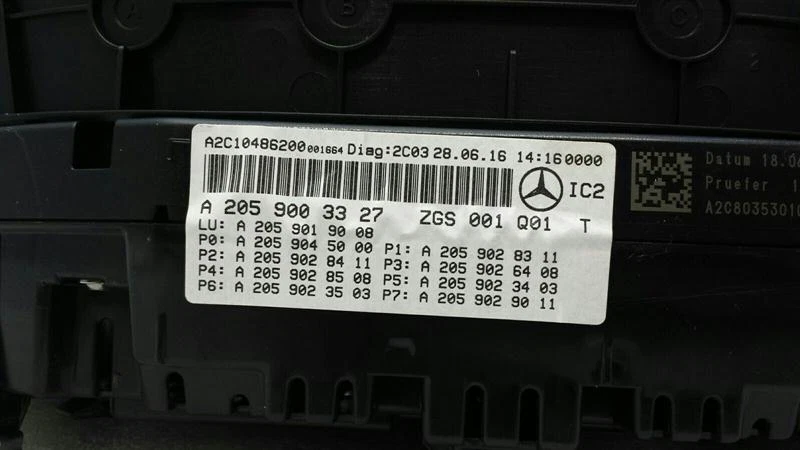 A
B
C
A2C10486200001664 Diag:2C03 28.06.16 14:160000
IC2
A 205 900 33 27 ZGS 001 Q01 T
LU: A 205 901 90 08
P0: A 205 904 50 00 P1: A 205 902 83 11
P2: A 205 902 84 11 P3: A 205 902 64 08
P4: A 205 902 85 08 P5: A 205 902 34 03
P6: A 205 902 35 03 P7: A 205 902 90 11
Datum 18.0
Pruefer 1
A2C8035301